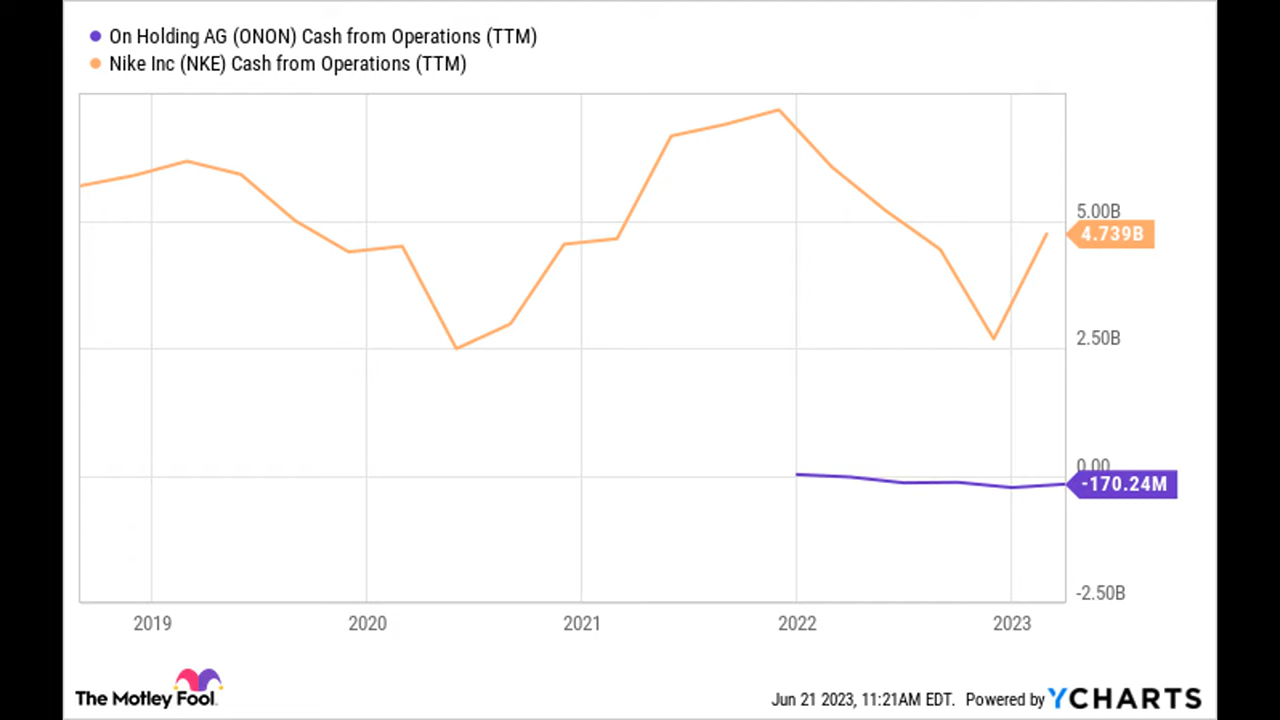 On Holding AG (ONON) Cash from Operations (TTM)
Nike Inc (NKE) Cash from Operations (TTM)
5.00B
4.739B
2.50B
0.00
-170.24M
-2.50B
2019 2020 2021 2022 2023
The Motley Fool.
Jun 21 2023, 11:21AM EDT. Powered by YCHARTS